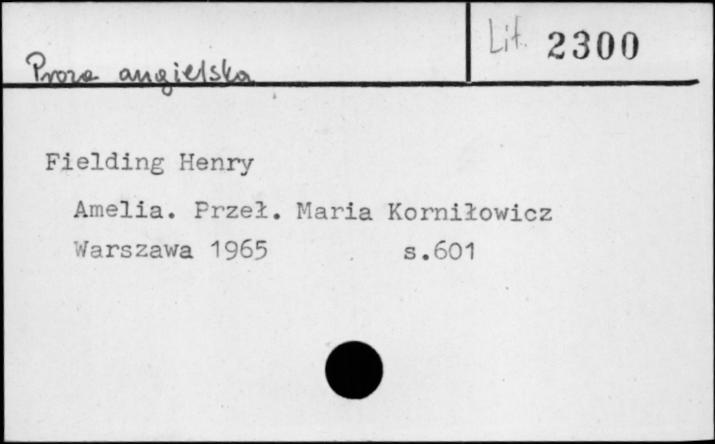 Proza angielska
Lit. 2300
Fielding Henry
Amelia. Przeł. Maria Korniłowicz
Warszawa 1965 s.601